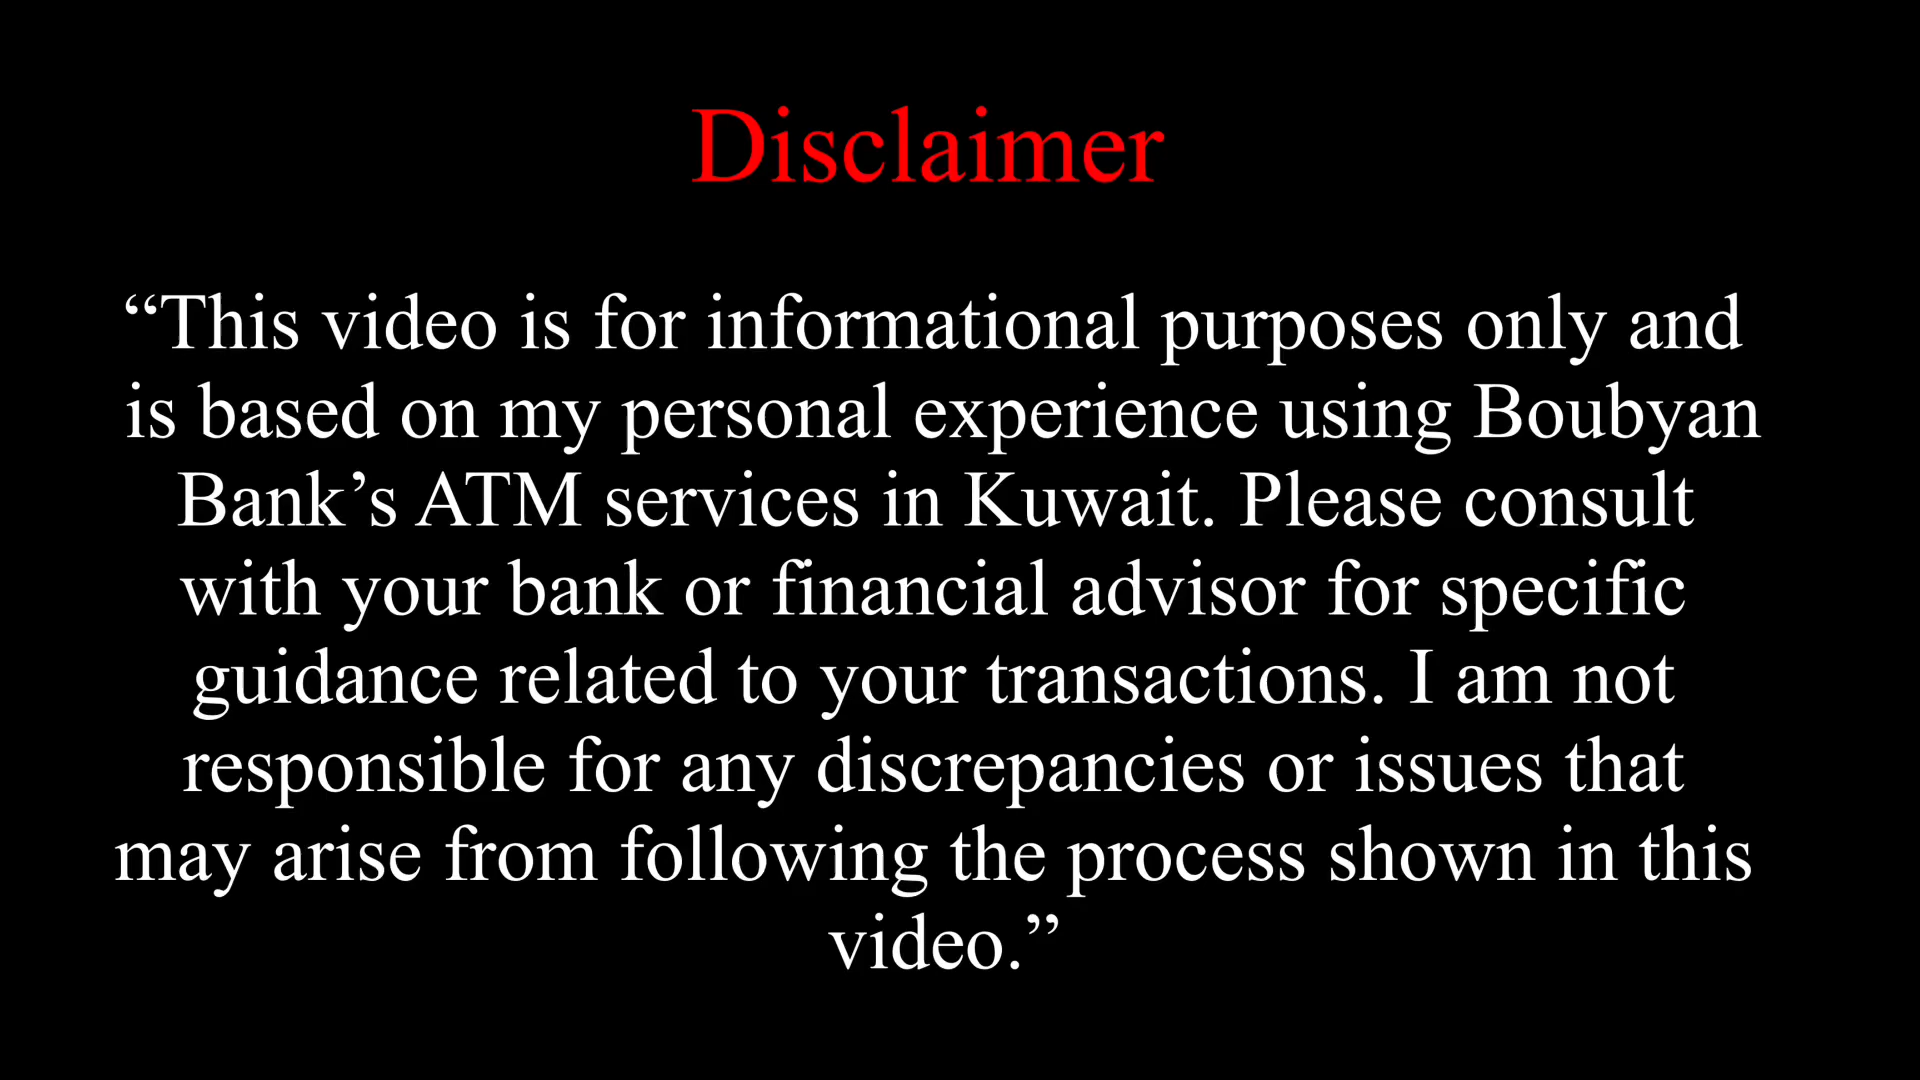 Disclaimer
“This video is for informational purposes only and
is based on my personal experience using Boubyan
Bank’s ATM services in Kuwait. Please consult
with your bank or financial advisor for specific
guidance related to your transactions. I am not
responsible for any discrepancies or issues that
may arise from following the process shown in this
video.”